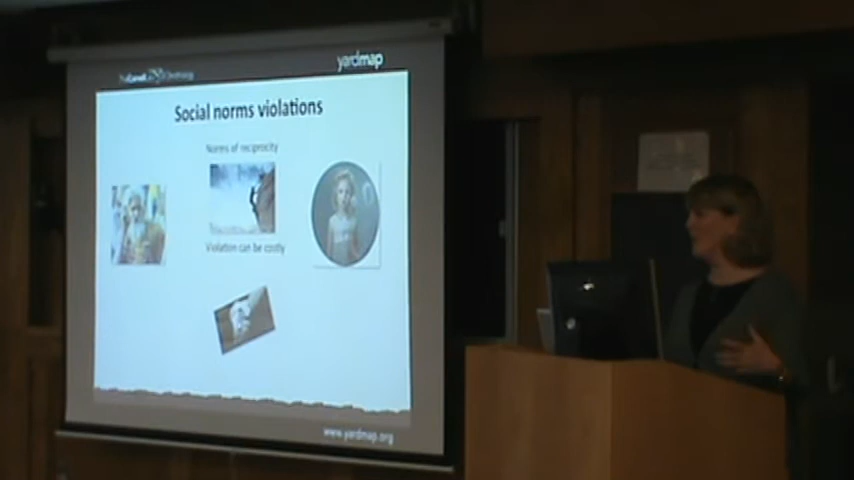 yardmap
Social norms violations
Norms of reciprocity
Violation can be costly
www.yardmap.org